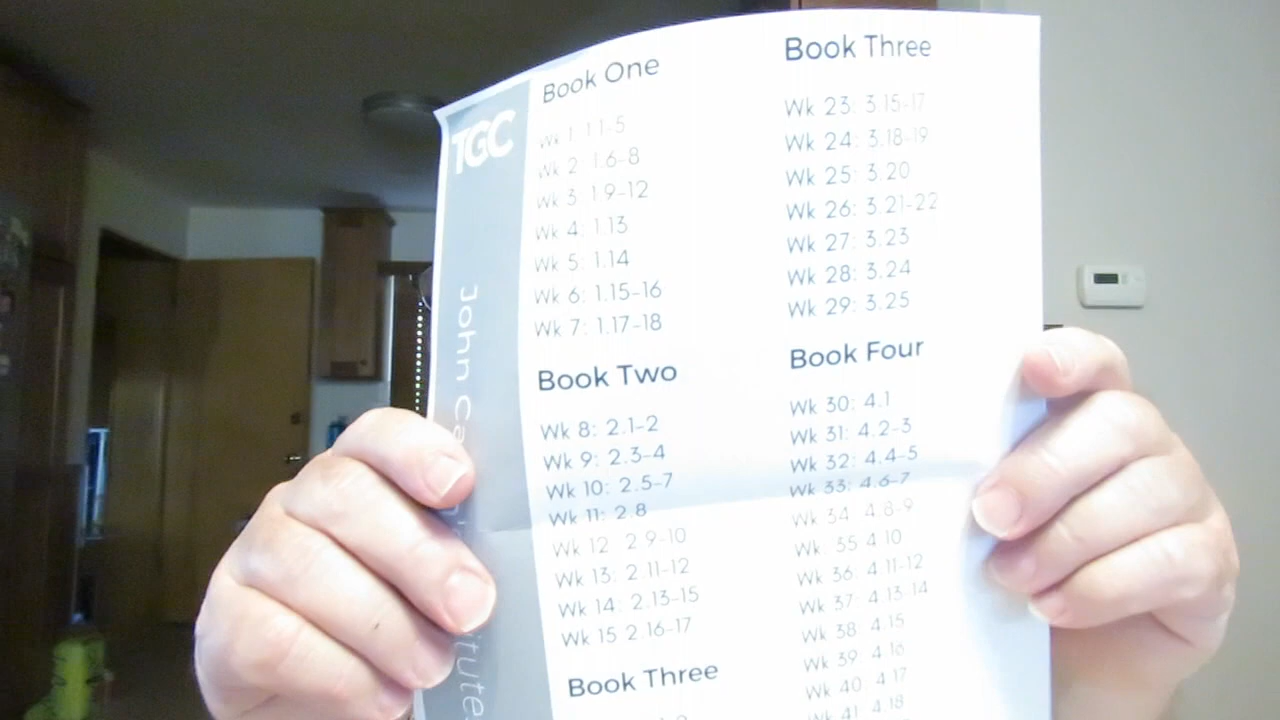 TGC
John Ca
itute
Book One
Wk 1: 1.1-5
Wk 2: 1.6-8
Wk 3: 1.9-12
Wk 4: 1.13
Wk 5: 1.14
Wk 6: 1.15-16
Wk 7: 1.17-18
Book Two
Wk 8: 2.1-2
Wk 9: 2.3-4
Wk 10: 2.5-7
Wk 11: 2.8
Wk 12: 2.9-10
Wk 13: 2.11-12
Wk 14: 2.13-15
Wk 15: 2.16-17
Book Three
Book Three
Wk 23: 3.15-17
Wk 24: 3.18-19
Wk 25: 3.20
Wk 26: 3.21-22
Wk 27: 3.23
Wk 28: 3.24
Wk 29: 3.25
Book Four
Wk 30: 4.1
Wk 31: 4.2-3
Wk 32: 4.4-5
Wk 33: 4.6-7
Wk 34: 4.8-9
Wk 35: 4.10
Wk 36: 4.11-12
Wk 37: 4.13-14
Wk 38: 4.15
Wk 39: 4.16
Wk 40: 4.17
Wk 41: 4.18